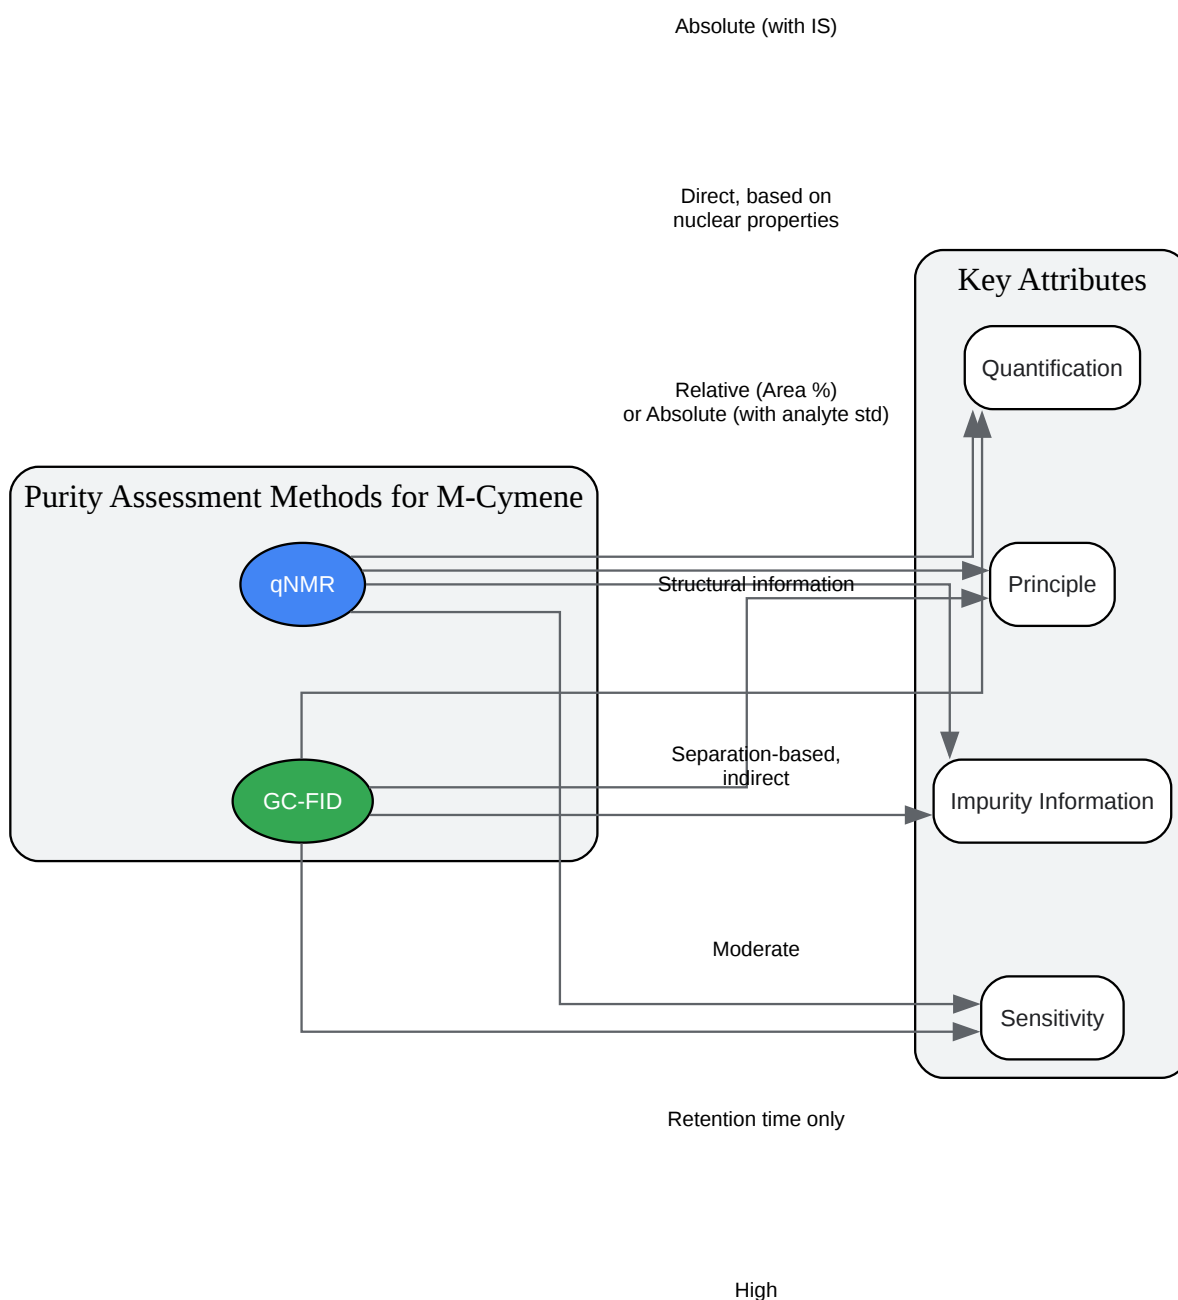 Absolute (with IS)
Direct, based on
nuclear properties
Key Attributes
Quantification
Relative (Area %)
or Absolute (with analyte std)
Purity Assessment Methods for M-Cymene
qNMR
Structural information
Principle
Separation-based,
indirect
GC-FID
Impurity Information
Moderate
Sensitivity
Retention time only
High